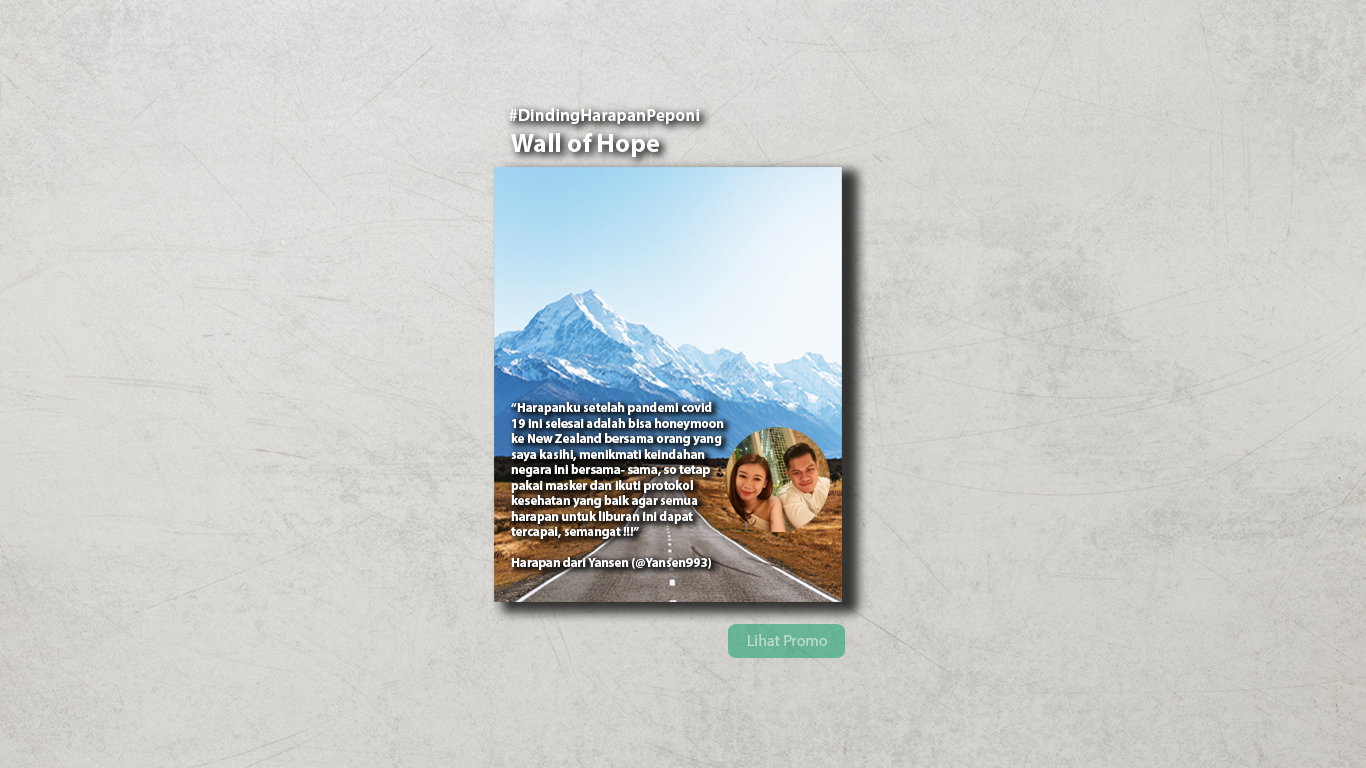 #DindingHarapanPeponi
Wall of Hope
“Harapanku setelah pandemi covid
19 ini selesai adalah bisa honeymoon
ke New Zealand bersama orang yang
saya kasihi, menikmati keindahan
negara ini bersama- sama, so tetap
pakai masker dan ikuti protokol
kesehatan yang baik agar semua
harapan untuk liburan ini dapat
tercapai, semangat !!!”
Harapan dari Yansen (@Yansen993)
Lihat Promo